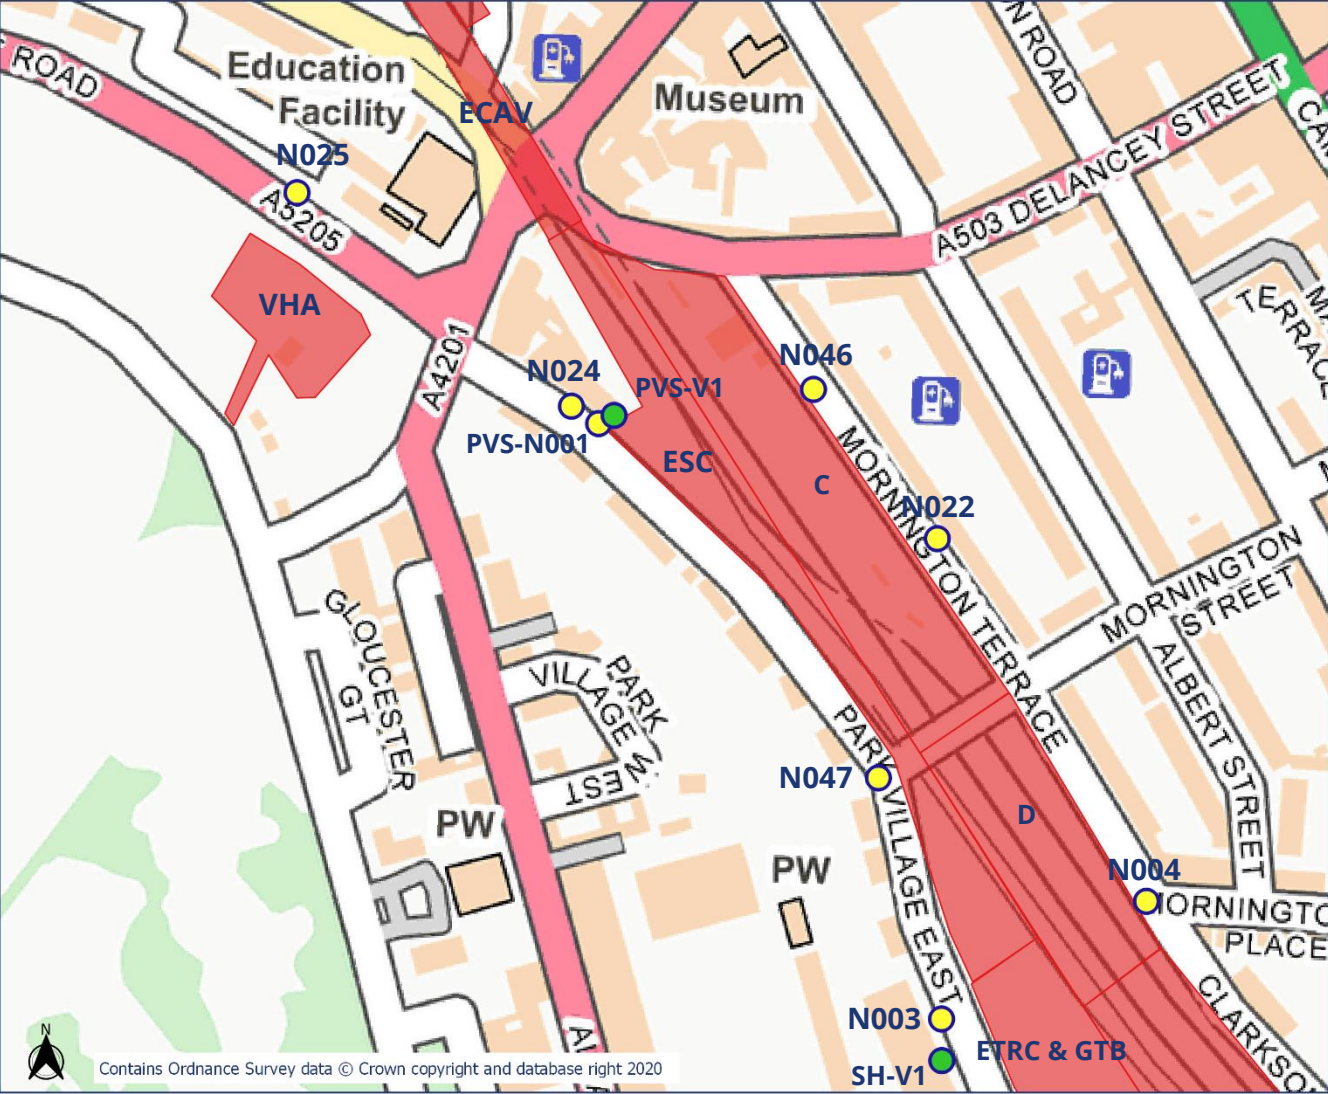 ROAD
Education
Facility
N025
A5205
VHA
A4201
ECAV
Museum
N ROAD
A503 DELANCEY STREET
TERRACE
N024
PVS-V1
PVS-N001
ESC
N046
C
MORNINGTON TERRACE
N022
MORNINGTON
STREET
ALBERT STREET
GLOUCESTER
GT
PARK
VILLAGE WEST
PW
PARK VILLAGE EAST
N047
PW
D
N004
MORNINGTO
PLACE
N003
SH-V1
ETRC & GTB
CLARKSO
N
Contains Ordnance Survey data © Crown copyright and database right 2020